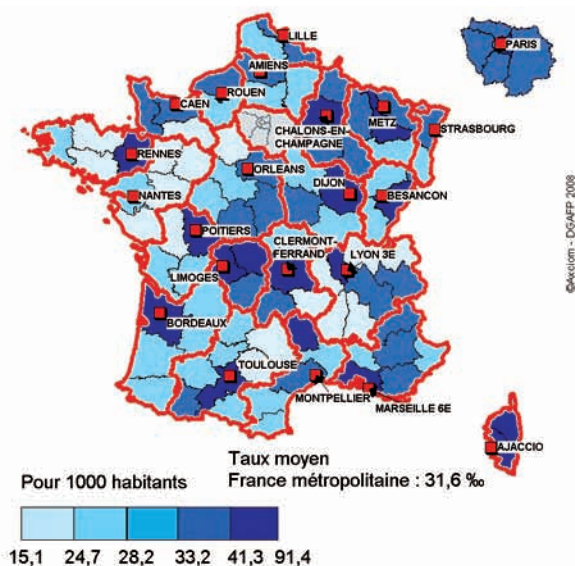 LILLE
PARIS
AMIENS
ROUEN
CAEN
METZ
STRASBOURG
CHALONS-EN-
CHAMPAGNE
RENNES
ORLEANS
DIJON
BESANCON
NANTES
POITIERS
CLERMONT-
FERRAND
LYON 3E
LIMOGES
BORDEAUX
TOULOUSE
MONTPELLIER
MARSEILLE 6E
AJACCIO
©Axciom - DGAFP 2008
Taux moyen
Pour 1000 habitants
France métropolitaine : 31,6 ‰
15,1 24,7 28,2 33,2 41,3 91,4